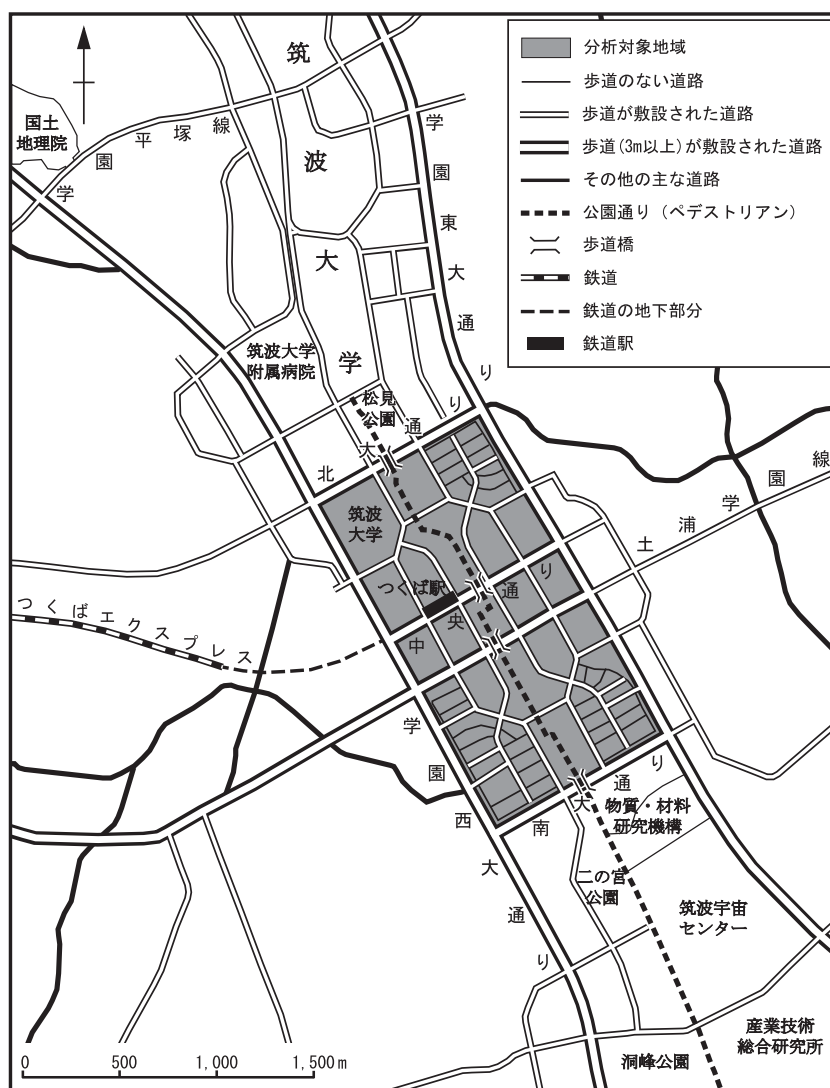 分析対象地域
歩道のない道路
歩道が敷設された道路
歩道(3m以上)が敷設された道路
その他の主な道路
公園通り (ペデストリアン)
歩道橋
鉄道
鉄道の地下部分
鉄道駅
筑波大学
国土
地理院
学園平塚線
学園東大通り
筑波大学
附属病院
松見
公園
北大通り
筑波
大学
つくば駅
中央通り
土浦学園線
つくばエクスプレス
学園西大通り
南大通り
物質・材料
研究機構
二の宮
公園
筑波宇宙
センター
産業技術
総合研究所
洞峰公園
0 500 1,000 1,500m